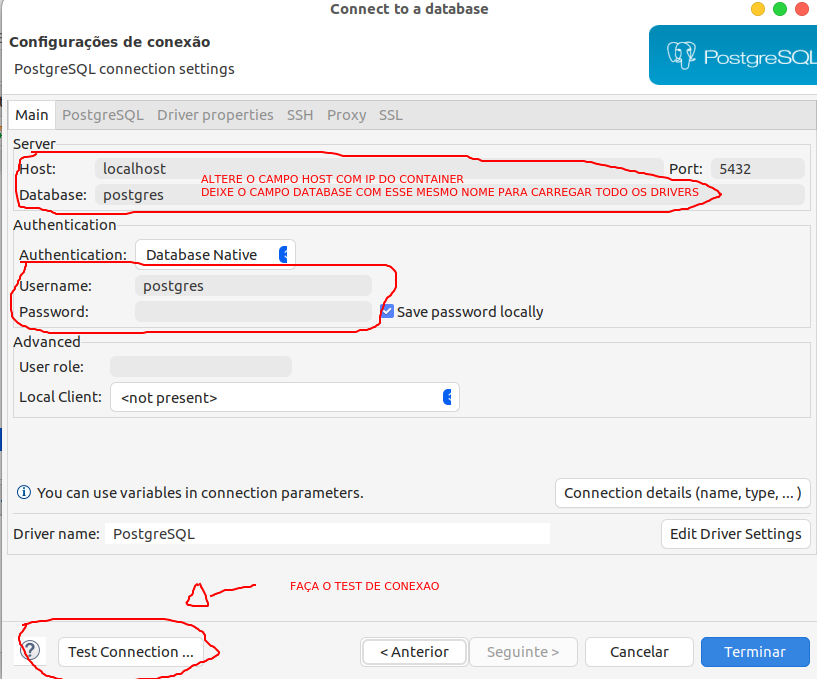 Connect to a database
Configurações de conexão
PostgreSQL connection settings
PostgreSQL
Main PostgreSQL Driver properties SSH Proxy SSL
Server
Host: localhost Port: 5432
ALTERE O CAMPO HOST COM IP DO CONTAINER
Database: postgres
DEIXE O CAMPO DATABASE COM ESSE MESMO NOME PARA CARREGAR TODO OS DRIVERS
Authentication
Authentication: Database Native
Username: postgres
Password: Save password locally
Advanced
User role:
Local Client: <not present>
You can use variables in connection parameters. Connection details (name, type, ... )
Driver name: PostgreSQL Edit Driver Settings
FAÇA O TEST DE CONEXAO
? Test Connection ... < Anterior Seguinte > Cancelar Terminar